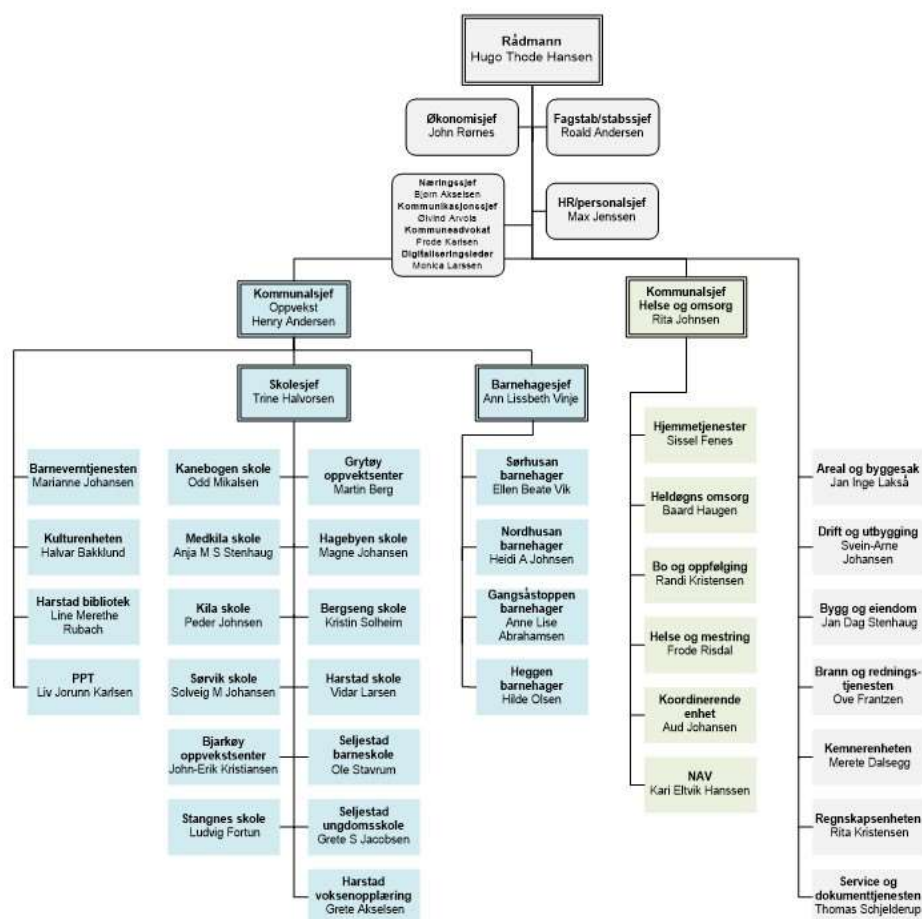 Rådmann
Hugo Thode Hansen
Økonomisjef
John Rørnes
Fagstab/stabssjef
Roald Andersen
Næringssjef
Bjørn Akselsen
Kommunikasjonssjef
Øivind Arvola
Kommuneadvokat
Frode Karlsen
Digitaliseringsleder
Monica Larssen
HR/personalsjef
Max Jenssen
Kommunalsjef
Oppvekst
Henry Andersen
Kommunalsjef
Helse og omsorg
Rita Johnsen
Skolesjef
Trine Halvorsen
Barnehagesjef
Ann Lissbeth Vinje
Barneverntjenesten
Marianne Johansen
Kulturenheten
Halvar Bakklund
Harstad bibliotek
Line Merethe
Rubach
PPT
Liv Jorunn Karlsen
Kanebogen skole
Odd Mikalsen
Medkila skole
Anja M S Stenhaug
Kila skole
Peder Johnsen
Sørvik skole
Solveig M Johansen
Bjarkøy
oppvekstsenter
John-Erik Kristiansen
Stangnes skole
Ludvig Fortun
Grytøy
oppvektsenter
Martin Berg
Hagebyen skole
Magne Johansen
Bergseng skole
Kristin Solheim
Harstad skole
Vidar Larsen
Seljestad
barneskole
Ole Stavrum
Seljestad
ungdomsskole
Grete S Jacobsen
Harstad
voksenopplæring
Grete Akselsen
Sørhusan
barnehager
Ellen Beate Vik
Nordhusan
barnehager
Heidi A Johnsen
Gangsåstoppen
barnehager
Anne Lise
Abrahamsen
Heggen
barnehager
Hilde Olsen
Hjemmetjenester
Sissel Fenes
Heldøgns omsorg
Baard Haugen
Bo og oppfølging
Randi Kristensen
Helse og mestring
Frode Risdal
Koordinerende
enhet
Aud Johansen
NAV
Kari Eltvik Hanssen
Areal og byggesak
Jan Inge Lakså
Drift og utbygging
Svein-Arne
Johansen
Bygg og eiendom
Jan Dag Stenhaug
Brann og rednings-
tjenesten
Ove Frantzen
Kemnerenheten
Merete Dalsegg
Regnskapsenheten
Rita Kristensen
Service og
dokumenttjenesten
Thomas Schjelderup